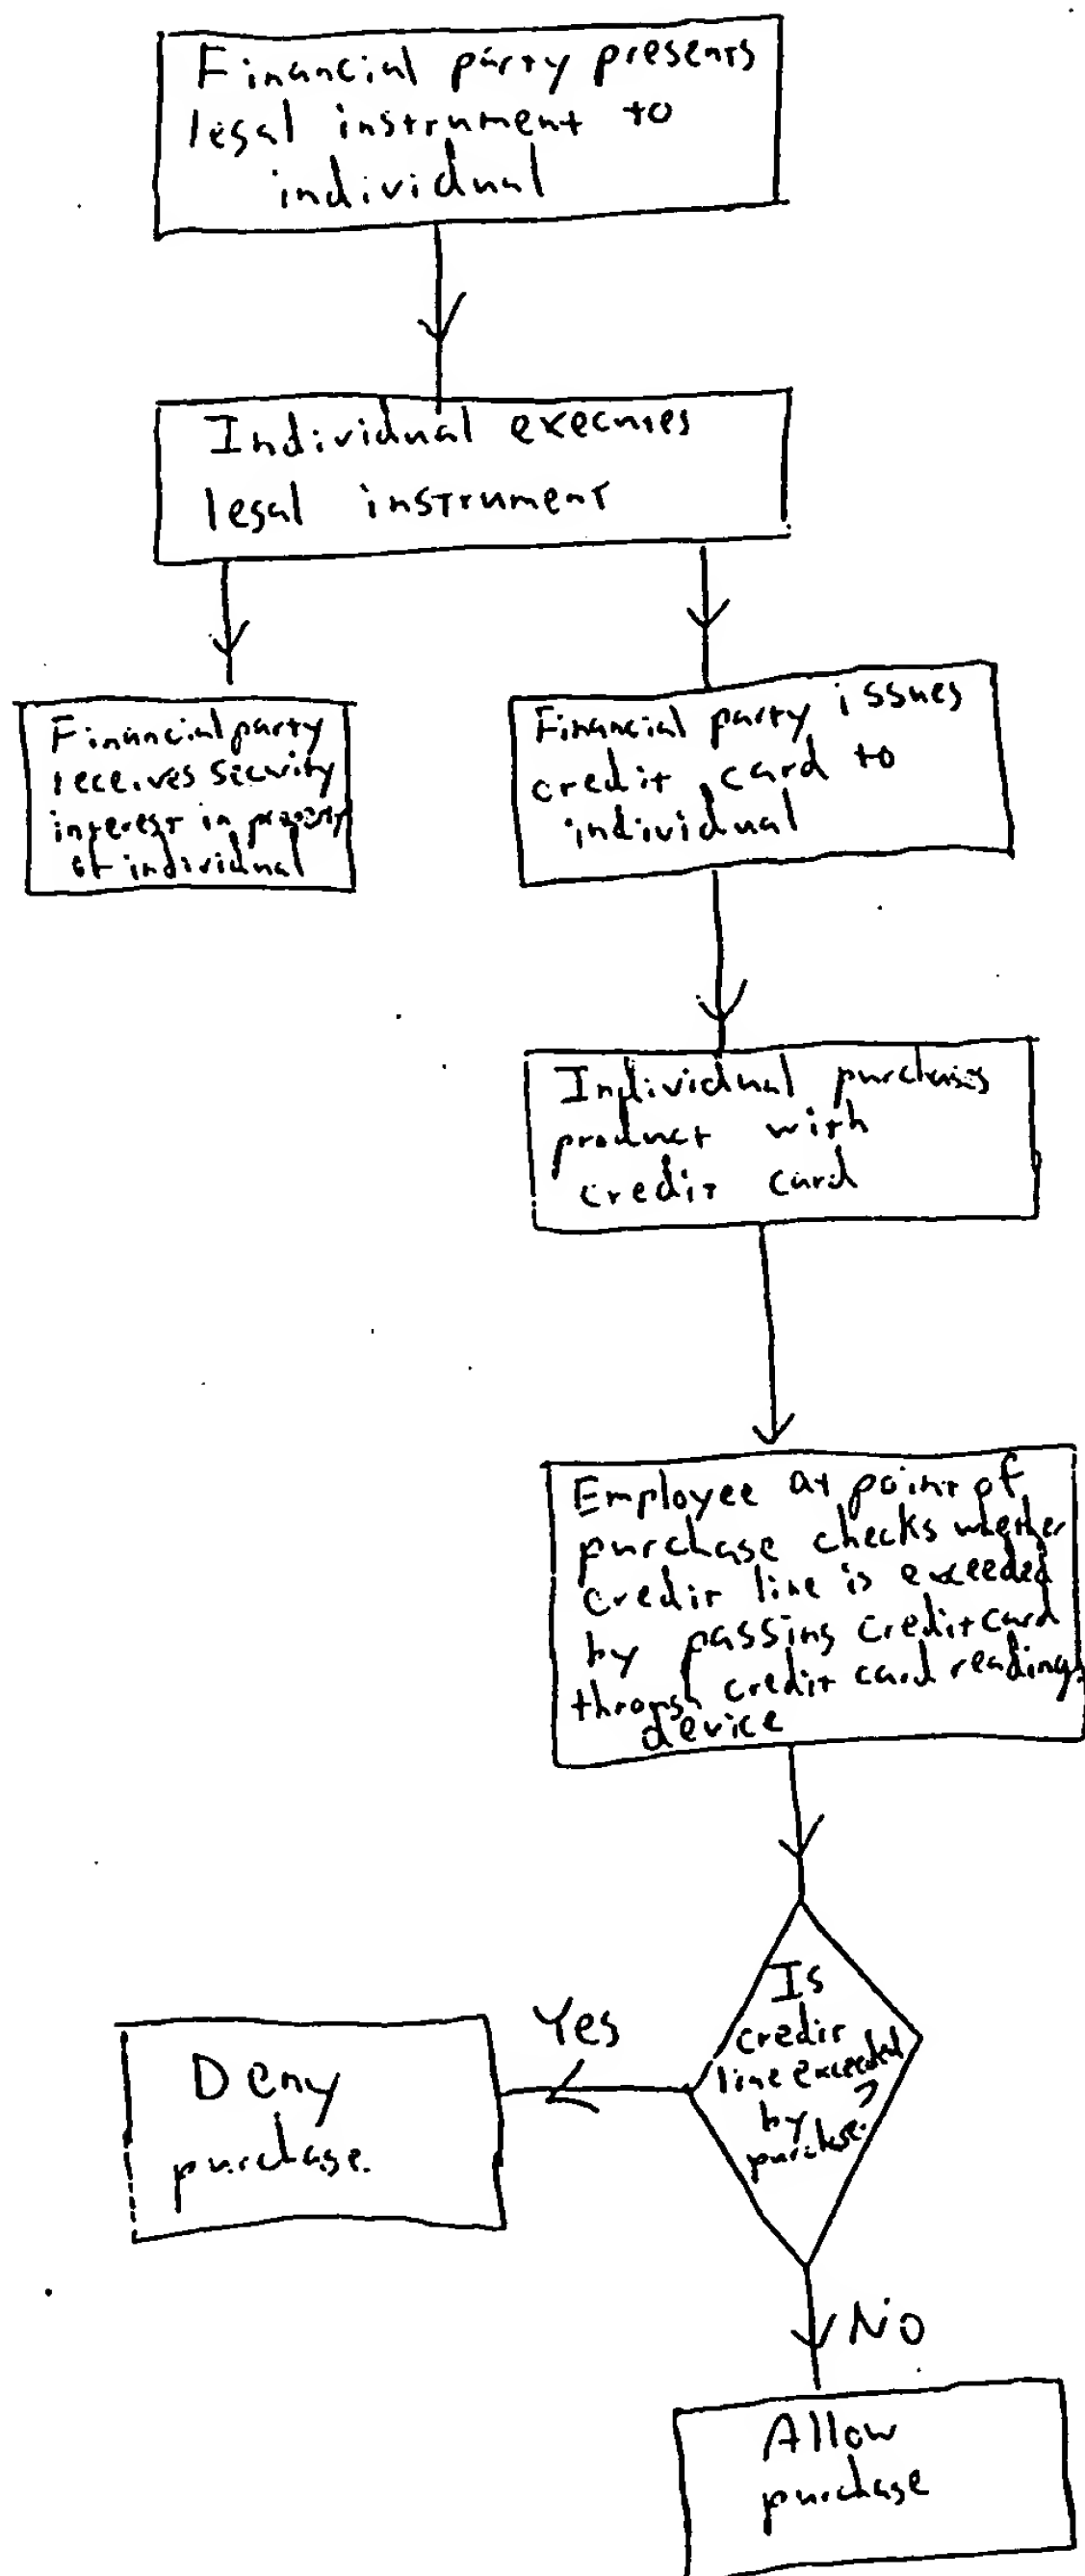 Financial party presents
legal instrument to
individual
Individual executes
legal instrument
Financial party
receives security
interest in property
of individual
Financial party issues
credit card to
individual
Individual purchases
product with
credit card
Employee at point of
purchase checks whether
credit line is exceeded
by passing credit card
through credit card reading
device
Is
credit
line exceeded
by
purchase?
Yes
Deny
purchase.
No
Allow
purchase